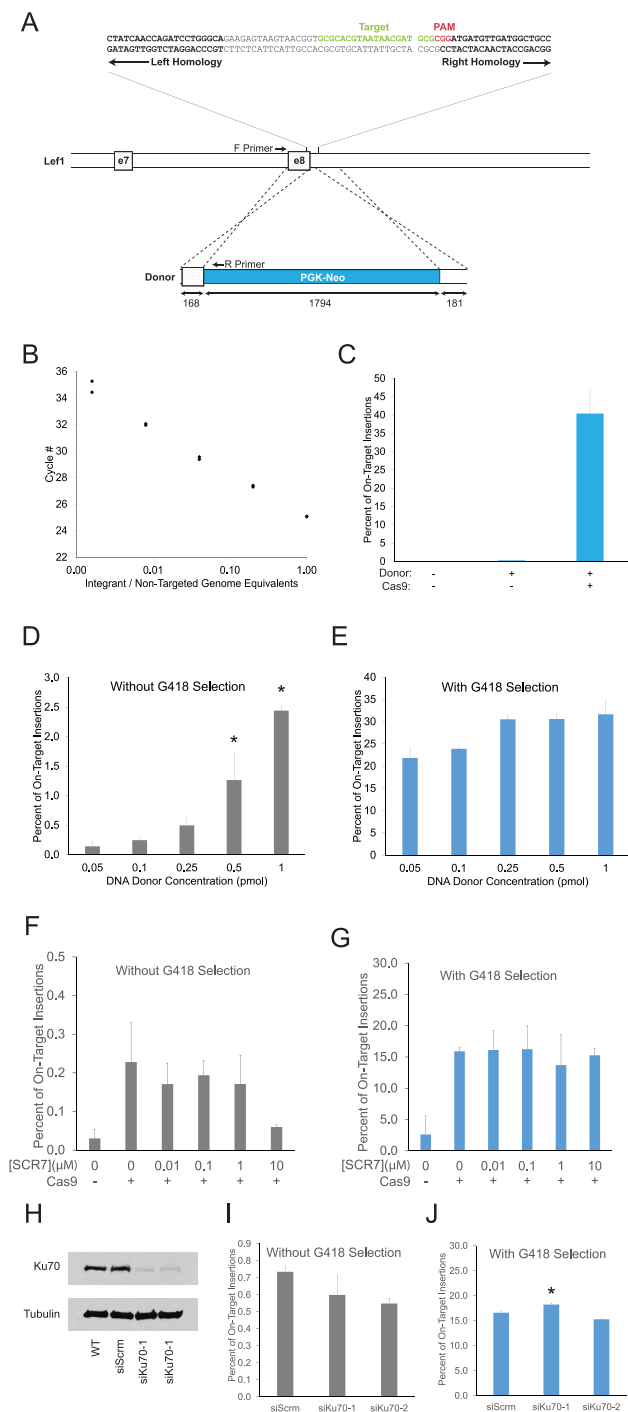 A
Target PAM
CTATCAACCAGATCCTGGGCAGAAGAGTAAGTAACGGTGCGCACGTAATAACGAT GCGCGGATGATGTTGATGGCTGCC
GATAGTTGGTCTAGGACCCGTCTTCTCATTCATTGCCACGCGTGCATTATTGCTA CGCGCCTACTACAACTACCGACGG
Left Homology Right Homology
F Primer
Lef1 e7 e8
R Primer
Donor PGK-Neo
168 1794 181
B
Cycle #
36
34
32
30
28
26
24
22
0.00 0.01 0.10 1.00
Integrant / Non-Targeted Genome Equivalents
C
Percent of On-Target Insertions
50
45
40
35
30
25
20
15
10
5
0
Donor: - + +
Cas9: - - +
D
Without G418 Selection
Percent of On-Target Insertions
3.0
2.5
2.0
1.5
1.0
0.5
0.0
* *
0.05 0.1 0.25 0.5 1
DNA Donor Concentration (pmol)
E
With G418 Selection
Percent of On-Target Insertions
40
35
30
25
20
15
10
5
0
0.05 0.1 0.25 0.5 1
DNA Donor Concentration (pmol)
F
Without G418 Selection
Percent of On-Target Insertions
0.5
0.4
0.3
0.2
0.1
0.0
[SCR7](µM) 0 0 0.01 0.1 1 10
Cas9 - + + + + +
G
With G418 Selection
Percent of On-Target Insertions
30.0
25.0
20.0
15.0
10.0
5.0
0.0
[SCR7](µM) 0 0 0.01 0.1 1 10
Cas9 - + + + + +
H
Ku70
Tubulin
WT
siScrm
siKu70-1
siKu70-1
I
Without G418 Selection
Percent of On-Target Insertions
0.9
0.8
0.7
0.6
0.5
0.4
0.3
0.2
0.1
0
siScrm siKu70-1 siKu70-2
J
With G418 Selection
Percent of On-Target Insertions
30.0
25.0
20.0
15.0
10.0
5.0
0.0
*
siScrm siKu70-1 siKu70-2